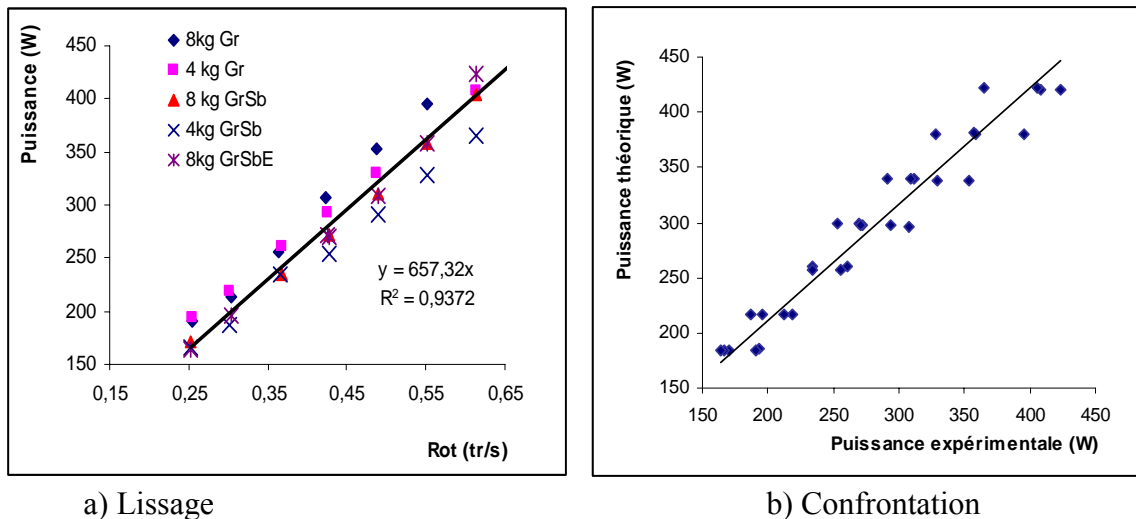 Puissance (W)
450
400
350
300
250
200
150
0,15
0,25
0,35
0,45
0,55
0,65
Rot (tr/s)
8kg Gr
4 kg Gr
8 kg GrSb
4kg GrSb
8kg GrSbE
y = 657,32x
R² = 0,9372
a) Lissage
Puissance théorique (W)
450
400
350
300
250
200
150
150
200
250
300
350
400
450
Puissance expérimentale (W)
b) Confrontation